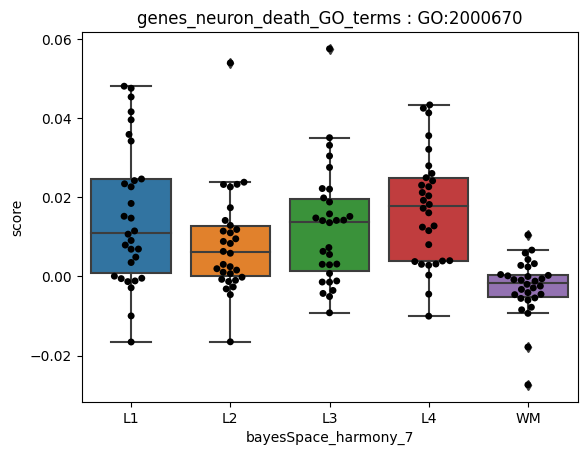 genes_neuron_death_GO_terms : GO:2000670
0.06
0.04
0.02
0.00
−0.02
score
L1 L2 L3 L4 WM
bayesSpace_harmony_7